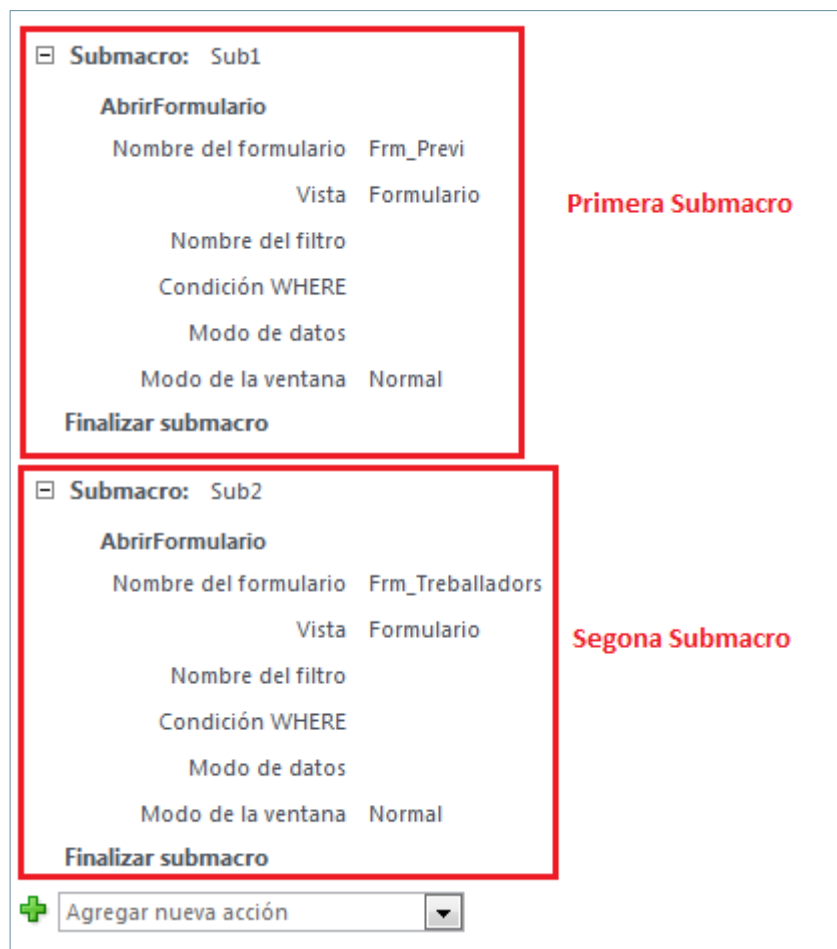 Submacro: Sub1
AbrirFormulario
Nombre del formulario Frm_Previ
Vista Formulario
Primera Submacro
Nombre del filtro
Condición WHERE
Modo de datos
Modo de la ventana Normal
Finalizar submacro
Submacro: Sub2
AbrirFormulario
Nombre del formulario Frm_Treballadors
Vista Formulario
Segona Submacro
Nombre del filtro
Condición WHERE
Modo de datos
Modo de la ventana Normal
Finalizar submacro
Agregar nueva acción